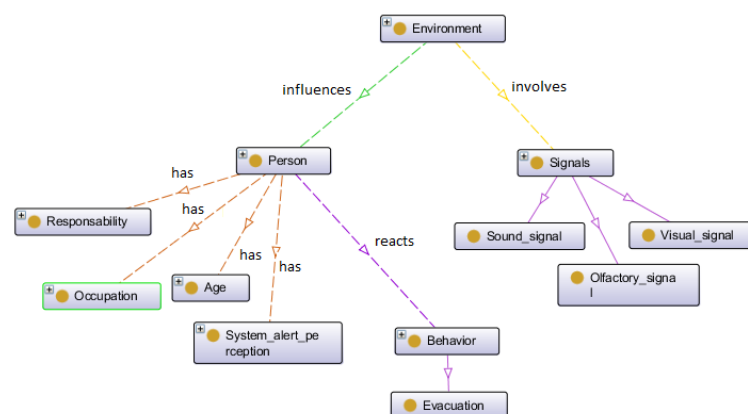 Environment
influences
involves
Person
Signals
has
Responsability
has
Sound_signal
Visual_signal
reacts
has
has
Occupation
Age
Olfactory_signa
l
System_alert_pe
rception
Behavior
Evacuation